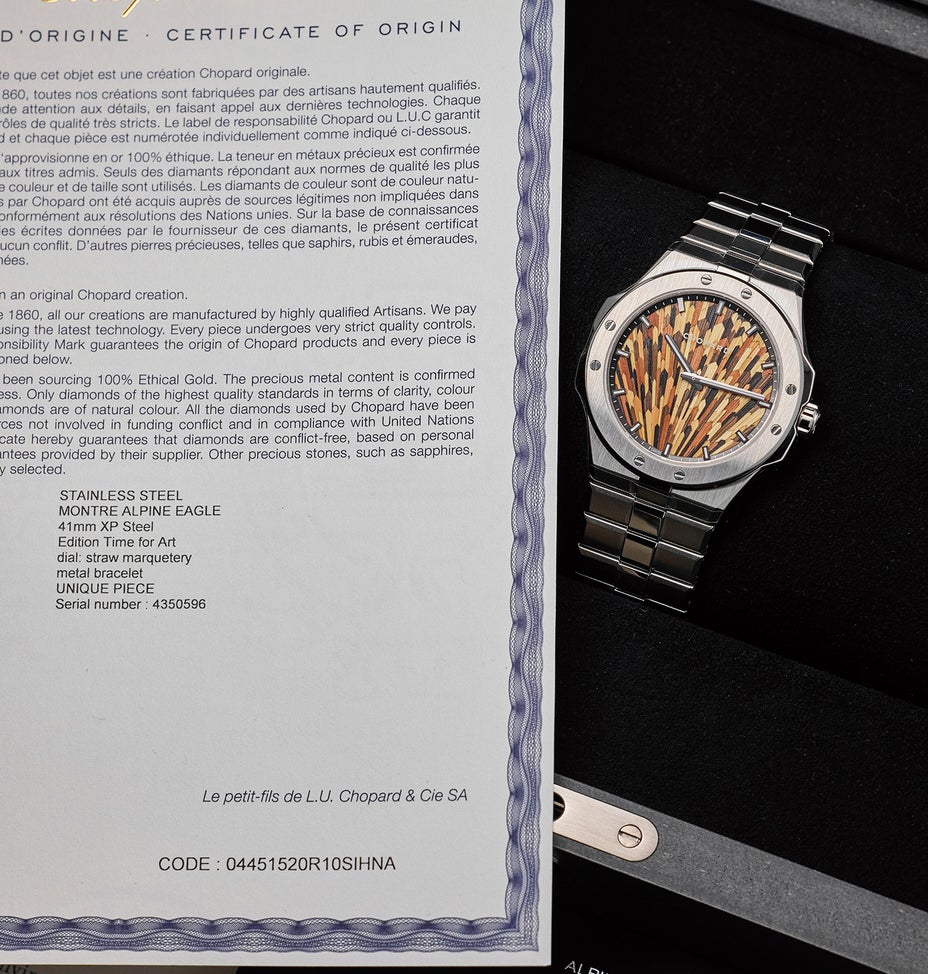 D'ORIGINE · CERTIFICATE OF ORIGIN
te que cet objet est une création Chopard originale.
1860, toutes nos créations sont fabriquées par des artisans hautement qualifiés.
de attention aux détails, en faisant appel aux dernières technologies. Chaque
rôles de qualité très stricts. Le label de responsabilité Chopard ou L.U.C garantit
d et chaque pièce est numérotée individuellement comme indiqué ci-dessous.
'approvisionne en or 100% éthique. La teneur en métaux précieux est confirmée
aux titres admis. Seuls des diamants répondant aux normes de qualité les plus
e couleur et de taille sont utilisés. Les diamants de couleur sont de couleur natu-
s par Chopard ont été acquis auprès de sources légitimes non impliquées dans
onformément aux résolutions des Nations unies. Sur la base de connaissances
les écrites données par le fournisseur de ces diamants, le présent certificat
ucun conflit. D'autres pierres précieuses, telles que saphirs, rubis et émeraudes,
nées.
n an original Chopard creation.
e 1860, all our creations are manufactured by highly qualified Artisans. We pay
using the latest technology. Every piece undergoes very strict quality controls.
onsibility Mark guarantees the origin of Chopard products and every piece is
oned below.
been sourcing 100% Ethical Gold. The precious metal content is confirmed
ess. Only diamonds of the highest quality standards in terms of clarity, colour
amonds are of natural colour. All the diamonds used by Chopard have been
rces not involved in funding conflict and in compliance with United Nations
cate hereby guarantees that diamonds are conflict-free, based on personal
antees provided by their supplier. Other precious stones, such as sapphires,
y selected.
STAINLESS STEEL
MONTRE ALPINE EAGLE
41mm XP Steel
Edition Time for Art
dial: straw marquetery
metal bracelet
UNIQUE PIECE
Serial number : 4350596
Le petit-fils de L.U. Chopard & Cie SA
CODE : 04451520R10SIHNA
CHOPARD